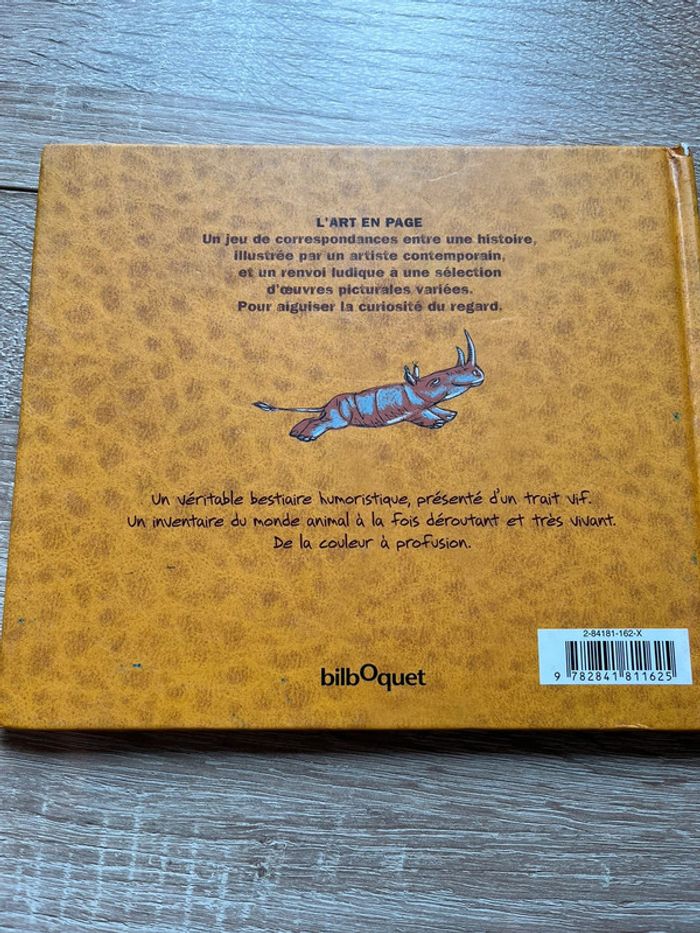 L'ART EN PAGE
Un jeu de correspondances entre une histoire,
illustrée par un artiste contemporain,
et un renvoi ludique à une sélection
d'œuvres picturales variées.
Pour aiguiser la curiosité du regard.
Un véritable bestiaire humoristique, présenté d'un trait vif.
Un inventaire du monde animal à la fois déroutant et très vivant.
De la couleur à profusion.
2-84181-162-X
9 782841 811625
bilbOquet